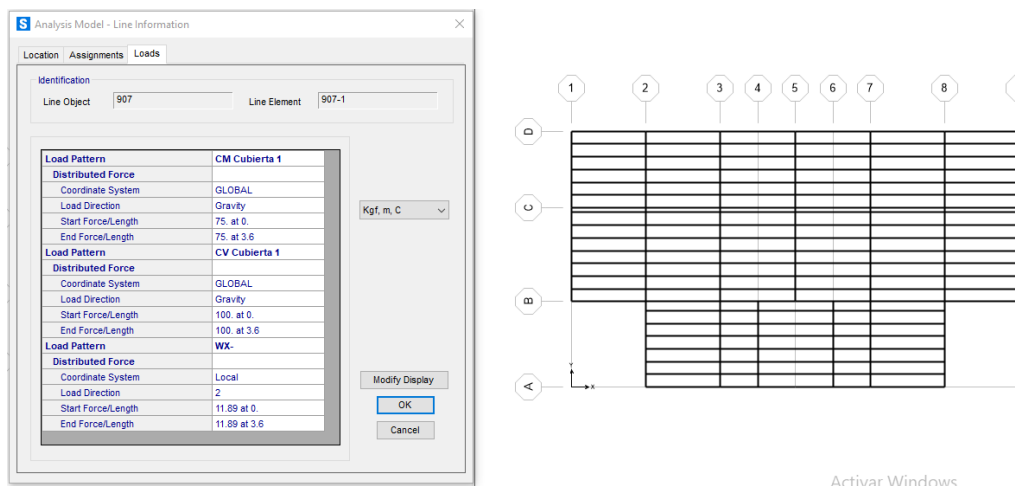 S Analysis Model - Line Information
Location Assignments Loads
Identification
Line Object 907 Line Element 907-1
Load Pattern CM Cubierta 1
Distributed Force
Coordinate System GLOBAL
Load Direction Gravity
Start Force/Length 75. at 0.
End Force/Length 75. at 3.6
Load Pattern CV Cubierta 1
Distributed Force
Coordinate System GLOBAL
Load Direction Gravity
Start Force/Length 100. at 0.
End Force/Length 100. at 3.6
Load Pattern WX-
Distributed Force
Coordinate System Local
Load Direction 2
Start Force/Length 11.89 at 0.
End Force/Length 11.89 at 3.6
Kgf, m, C
Modify Display
OK
Cancel
1 2 3 4 5 6 7 8
D
C
B
A
Y
X
Activar Windows